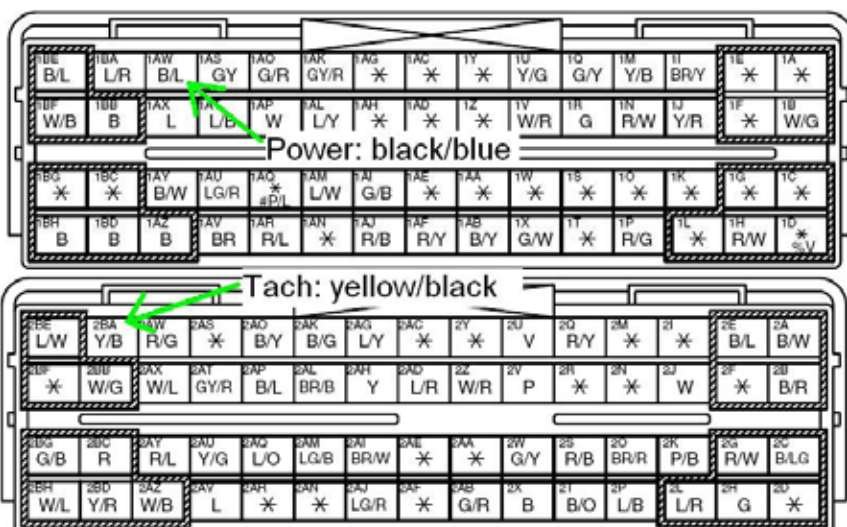 1BE 1BA 1AW 1AS 1AO 1AK 1AG 1AC 1Y 1U 1Q 1M 1I 1E 1A
B/L L/R B/L GY G/R GY/R * * * Y/G G/Y Y/B BR/Y * *
1BF 1BB 1AX 1AP 1AL 1AH 1AD 1Z 1V 1R 1N 1J 1F 1B
W/B B L L/B W L/Y * * * W/R G R/W Y/R * W/G
Power: black/blue
1BG 1BC 1AY 1AU 1AQ 1AM 1AI 1AE 1AA 1W 1S 1O 1K 1G 1C
* * B/W LG/R * L/W G/B * * * * * * * *
#P/L
1BH 1BD 1AZ 1AV 1AR 1AN 1AJ 1AF 1AB 1X 1T 1P 1L 1H 1D
B B B BR R/L * R/B R/Y B/Y G/W * R/G * R/W *
%V
Tach: yellow/black
2BE 2BA 2AW 2AS 2AO 2AK 2AG 2AC 2Y 2U 2Q 2M 2I 2E 2A
L/W Y/B R/G * B/Y B/G L/Y * * V R/Y * * B/L B/W
2BF 2BB 2AX 2AT 2AP 2AL 2AH 2AD 2Z 2V 2R 2N 2J 2F 2B
* W/G W/L GY/R B/L BR/B Y L/R W/R P * * W * B/R
2BG 2BC 2AY 2AU 2AQ 2AM 2AI 2AE 2AA 2W 2S 2O 2K 2G 2C
G/B R R/L Y/G L/O LG/B BR/W * * G/Y R/B BR/R P/B R/W B/LG
2BH 2BD 2AZ 2AV 2AR 2AN 2AJ 2AF 2AB 2X 2T 2P 2L 2H 2D
W/L Y/R W/B L * * LG/R * G/R B B/O L/B L/R G *